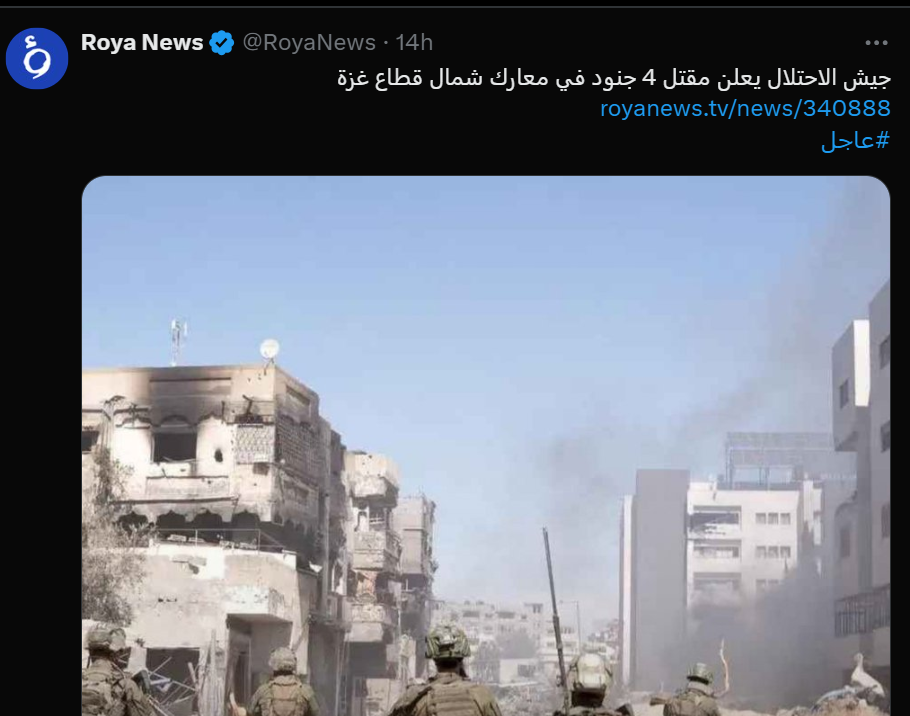 Roya News @RoyaNews · 14h
جيش الاحتلال يعلن مقتل 4 جنود في معارك شمال قطاع غزة
royanews.tv/news/340888
#عاجل